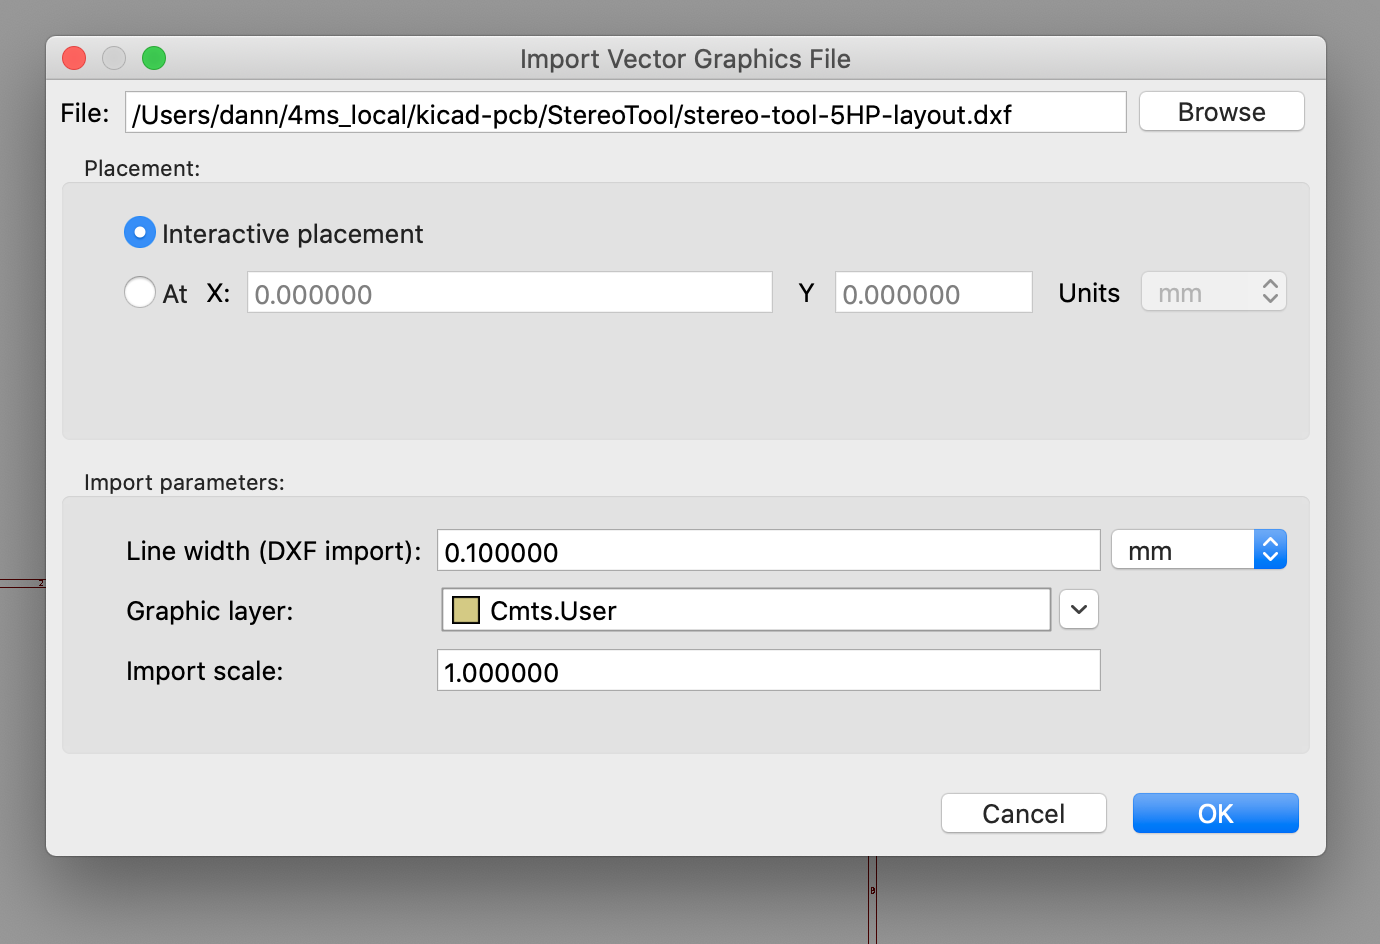 Import Vector Graphics File
File: /Users/dann/4ms_local/kicad-pcb/StereoTool/stereo-tool-5HP-layout.dxf Browse
Placement:
Interactive placement
At X: 0.000000 Y 0.000000 Units mm
Import parameters:
Line width (DXF import): 0.100000 mm
2
Graphic layer: Cmts.User
Import scale: 1.000000
Cancel OK
B